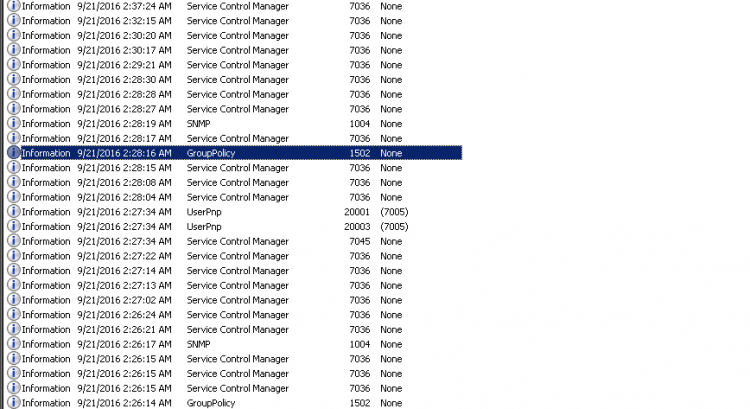 Information 9/21/2016 2:37:24 AM Service Control Manager 7036 None
Information 9/21/2016 2:32:15 AM Service Control Manager 7036 None
Information 9/21/2016 2:30:20 AM Service Control Manager 7036 None
Information 9/21/2016 2:30:17 AM Service Control Manager 7036 None
Information 9/21/2016 2:29:21 AM Service Control Manager 7036 None
Information 9/21/2016 2:28:30 AM Service Control Manager 7036 None
Information 9/21/2016 2:28:28 AM Service Control Manager 7036 None
Information 9/21/2016 2:28:27 AM Service Control Manager 7036 None
Information 9/21/2016 2:28:19 AM SNMP 1004 None
Information 9/21/2016 2:28:17 AM Service Control Manager 7036 None
Information 9/21/2016 2:28:16 AM GroupPolicy 1502 None
Information 9/21/2016 2:28:15 AM Service Control Manager 7036 None
Information 9/21/2016 2:28:08 AM Service Control Manager 7036 None
Information 9/21/2016 2:28:04 AM Service Control Manager 7036 None
Information 9/21/2016 2:27:34 AM UserPnp 20001 (7005)
Information 9/21/2016 2:27:34 AM UserPnp 20003 (7005)
Information 9/21/2016 2:27:34 AM Service Control Manager 7045 None
Information 9/21/2016 2:27:22 AM Service Control Manager 7036 None
Information 9/21/2016 2:27:14 AM Service Control Manager 7036 None
Information 9/21/2016 2:27:13 AM Service Control Manager 7036 None
Information 9/21/2016 2:27:02 AM Service Control Manager 7036 None
Information 9/21/2016 2:26:24 AM Service Control Manager 7036 None
Information 9/21/2016 2:26:21 AM Service Control Manager 7036 None
Information 9/21/2016 2:26:17 AM SNMP 1004 None
Information 9/21/2016 2:26:15 AM Service Control Manager 7036 None
Information 9/21/2016 2:26:15 AM Service Control Manager 7036 None
Information 9/21/2016 2:26:15 AM Service Control Manager 7036 None
Information 9/21/2016 2:26:14 AM GroupPolicy 1502 None